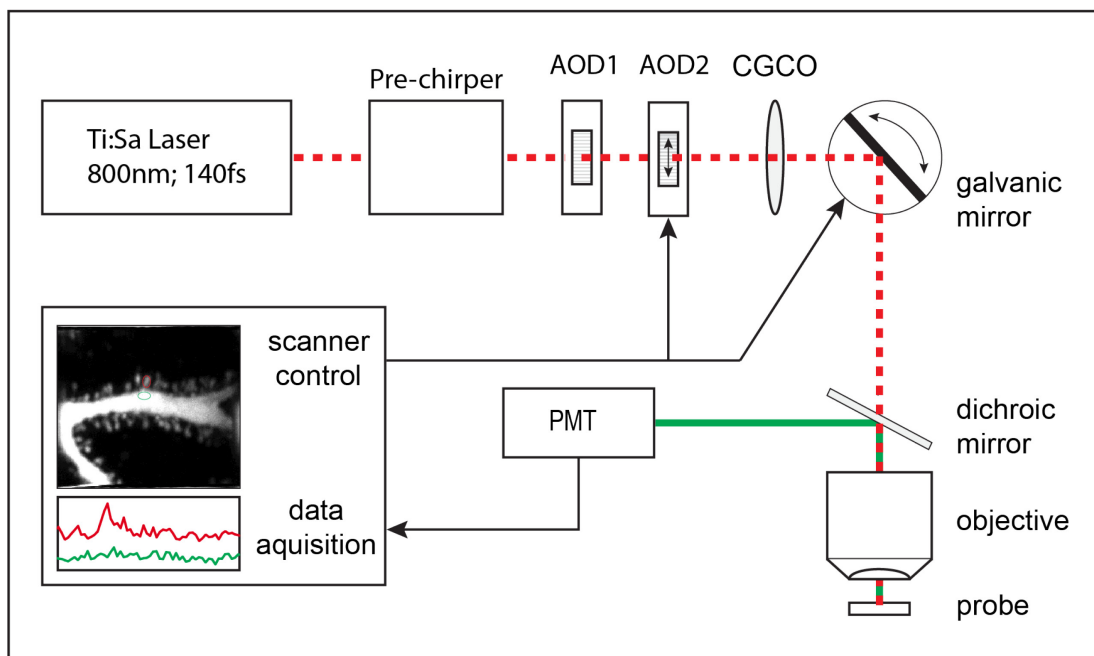 Pre-chirper
AOD1
AOD2
CGCO
Ti:Sa Laser
800nm; 140fs
galvanic
mirror
scanner
control
PMT
dichroic
mirror
data
aquisition
objective
probe